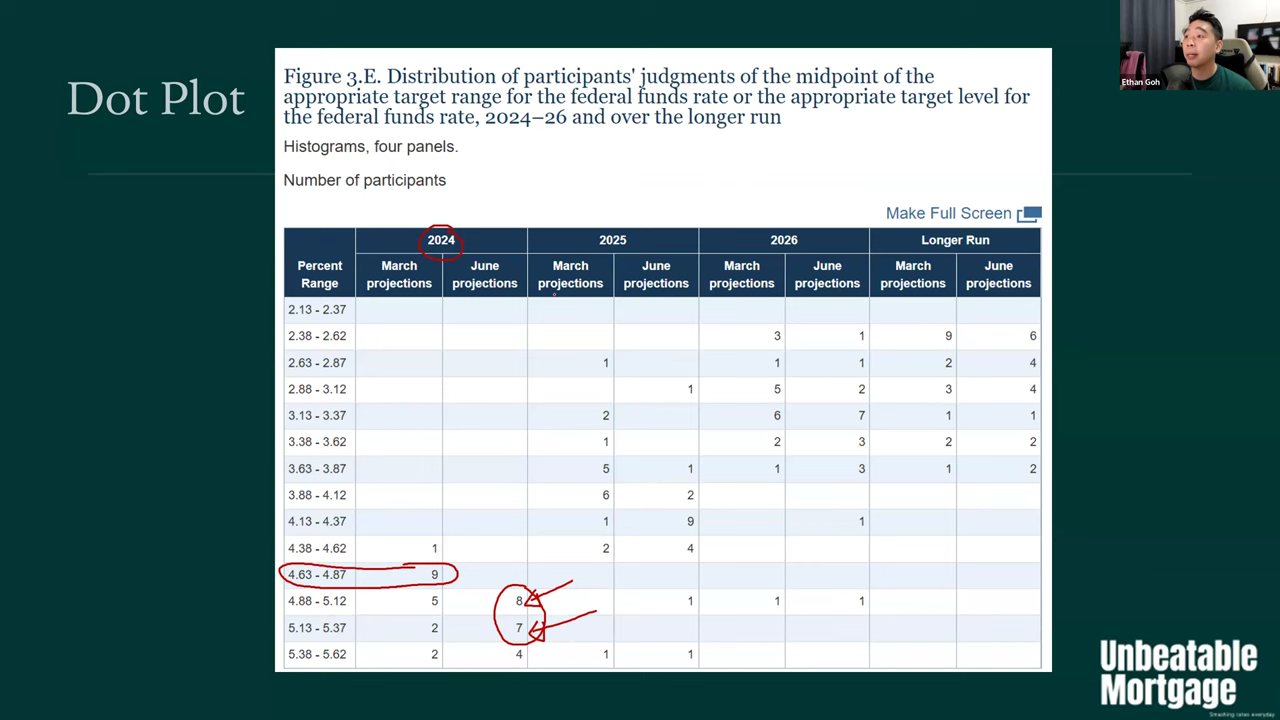 Dot Plot
Figure 3.E. Distribution of participants' judgments of the midpoint of the
appropriate target range for the federal funds rate or the appropriate target level for
the federal funds rate, 2024–26 and over the longer run
Histograms, four panels.
Number of participants
Make Full Screen
Percent Range 2024 2025 2026 Longer Run
March projections June projections March projections June projections March projections June projections March projections June projections
2.13 - 2.37
2.38 - 2.62 3 1 9 6
2.63 - 2.87 1 1 1 2 4
2.88 - 3.12 1 5 2 3 4
3.13 - 3.37 2 6 7 1 1
3.38 - 3.62 1 2 3 2 2
3.63 - 3.87 5 1 1 3 1 2
3.88 - 4.12 6 2
4.13 - 4.37 1 9 1
4.38 - 4.62 1 2 4
4.63 - 4.87 9
4.88 - 5.12 5 8 1 1 1
5.13 - 5.37 2 7
5.38 - 5.62 2 4 1 1
Ethan Goh
Unbeatable
Mortgage
Smashing rates everyday